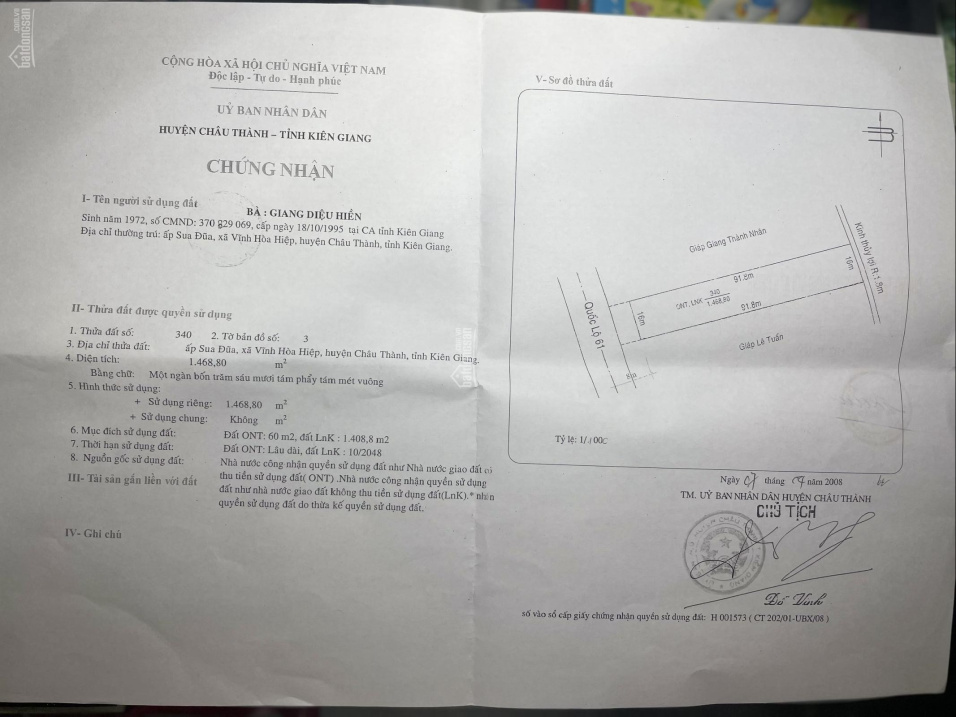 batdongsan
CỘNG HÒA XÃ HỘI CHỦ NGHĨA VIỆT NAM
Độc lập - Tự do - Hạnh phúc
UỶ BAN NHÂN DÂN
HUYỆN CHÂU THÀNH – TỈNH KIÊN GIANG
CHỨNG NHẬN
I- Tên người sử dụng đất
BÀ : GIANG DIỆU HIỀN
Sinh năm 1972, số CMND: 370 829 069, cấp ngày 18/10/1995 tại CA tỉnh Kiên Giang
Địa chỉ thường trú: ấp Sua Đũa, xã Vĩnh Hòa Hiệp, huyện Châu Thành, tỉnh Kiên Giang.
II- Thửa đất được quyền sử dụng
1. Thửa đất số: 340 2. Tờ bản đồ số: 3
3. Địa chỉ thửa đất: ấp Sua Đũa, xã Vĩnh Hòa Hiệp, huyện Châu Thành, tỉnh Kiên Giang.
4. Diện tích: 1.468,80 m²
Bằng chữ: Một ngàn bốn trăm sáu mươi tám phẩy tám mét vuông
5. Hình thức sử dụng:
+ Sử dụng riêng: 1.468,80 m²
+ Sử dụng chung: Không m²
6. Mục đích sử dụng đất: Đất ONT: 60 m2, đất LnK : 1.408,8 m2
7. Thời hạn sử dụng đất: Đất ONT: Lâu dài, đất LnK : 10/2048
8. Nguồn gốc sử dụng đất: Nhà nước công nhận quyền sử dụng đất như Nhà nước giao đất có
thu tiền sử dụng đất( ONT) .Nhà nước công nhận quyền sử dụng
đất như nhà nước giao đất không thu tiền sử dụng đất(LnK).* nhận
quyền sử dụng đất do thừa kế quyền sử dụng đất.
III- Tài sản gắn liền với đất
IV- Ghi chú
V- Sơ đồ thửa đất
Giáp Giang Thành Nhân
Kinh thủy lợi R.1,8m
91.8m
16m
ONT, LNK 340
1.468,80
91.8m
16m
Quốc Lộ 61
Giáp Lê Tuấn
Tỷ lệ:
Ngày 07 tháng 7 năm 2008
TM. UỶ BAN NHÂN DÂN HUYỆN CHÂU THÀNH
CHỦ TỊCH
Đỗ Vinh
số vào sổ cấp giấy chứng nhận quyền sử dụng đất: H 001573 ( CT 202/01-UBX/08 )